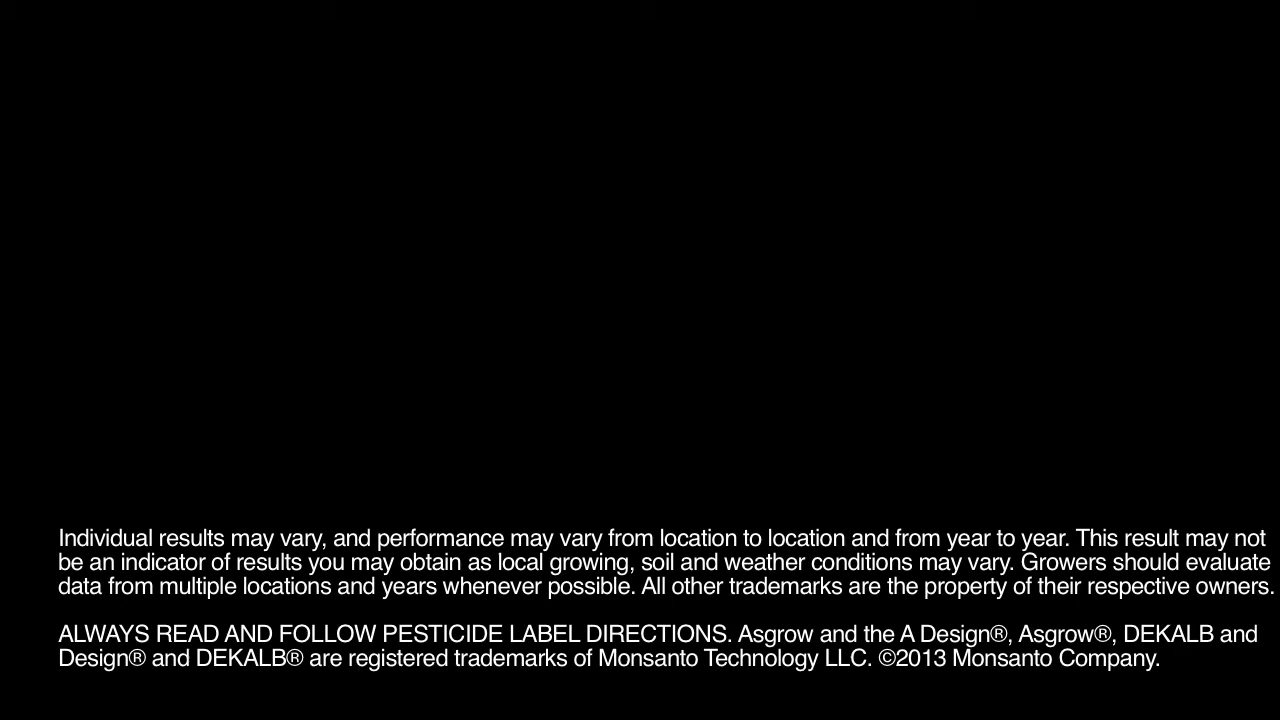 Individual results may vary, and performance may vary from location to location and from year to year. This result may not
be an indicator of results you may obtain as local growing, soil and weather conditions may vary. Growers should evaluate
data from multiple locations and years whenever possible. All other trademarks are the property of their respective owners.
ALWAYS READ AND FOLLOW PESTICIDE LABEL DIRECTIONS. Asgrow and the A Design®, Asgrow®, DEKALB and
Design® and DEKALB® are registered trademarks of Monsanto Technology LLC. ©2013 Monsanto Company.